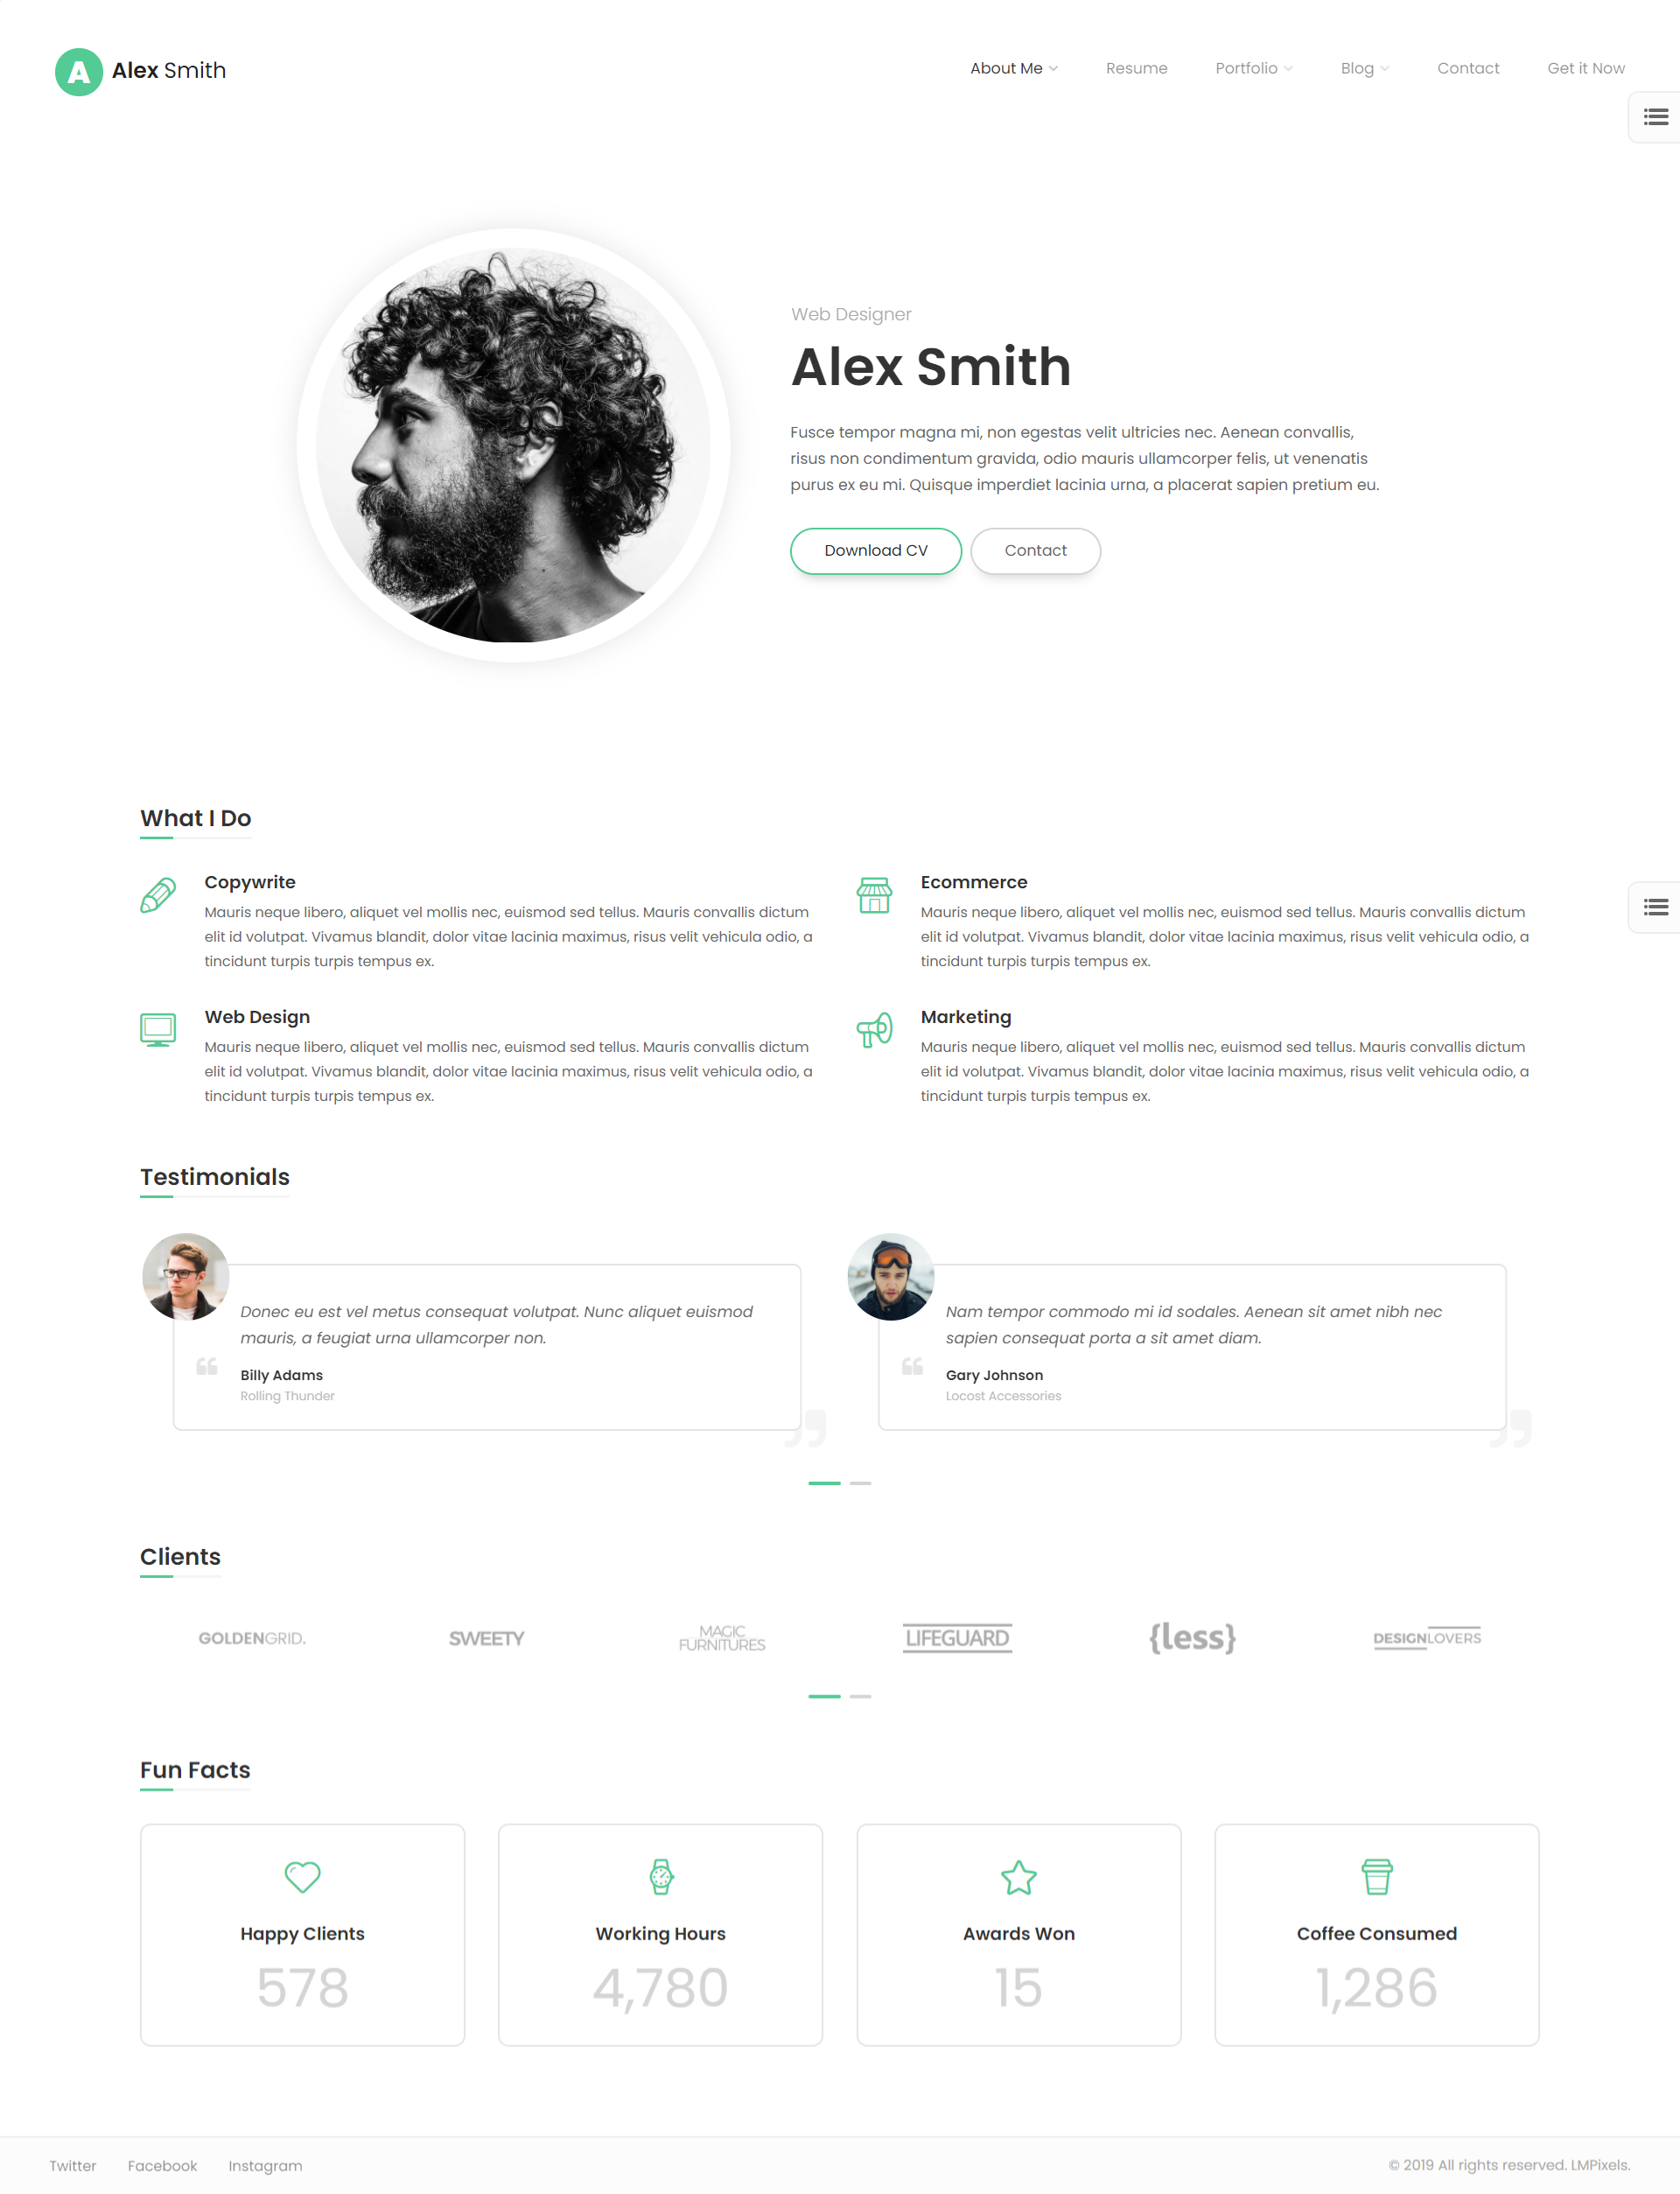 A Alex Smith
About Me
Resume
Portfolio
Blog
Contact
Get it Now
Web Designer
Alex Smith
Fusce tempor magna mi, non egestas velit ultricies nec. Aenean convallis,
risus non condimentum gravida, odio mauris ullamcorper felis, ut venenatis
purus ex eu mi. Quisque imperdiet lacinia urna, a placerat sapien pretium eu.
Download CV
Contact
What I Do
Copywrite
Mauris neque libero, aliquet vel mollis nec, euismod sed tellus. Mauris convallis dictum
elit id volutpat. Vivamus blandit, dolor vitae lacinia maximus, risus velit vehicula odio, a
tincidunt turpis turpis tempus ex.
Ecommerce
Mauris neque libero, aliquet vel mollis nec, euismod sed tellus. Mauris convallis dictum
elit id volutpat. Vivamus blandit, dolor vitae lacinia maximus, risus velit vehicula odio, a
tincidunt turpis turpis tempus ex.
Web Design
Mauris neque libero, aliquet vel mollis nec, euismod sed tellus. Mauris convallis dictum
elit id volutpat. Vivamus blandit, dolor vitae lacinia maximus, risus velit vehicula odio, a
tincidunt turpis turpis tempus ex.
Marketing
Mauris neque libero, aliquet vel mollis nec, euismod sed tellus. Mauris convallis dictum
elit id volutpat. Vivamus blandit, dolor vitae lacinia maximus, risus velit vehicula odio, a
tincidunt turpis turpis tempus ex.
Testimonials
Donec eu est vel metus consequat volutpat. Nunc aliquet euismod
mauris, a feugiat urna ullamcorper non.
Billy Adams
Rolling Thunder
Nam tempor commodo mi id sodales. Aenean sit amet nibh nec
sapien consequat porta a sit amet diam.
Gary Johnson
Locost Accessories
Clients
GOLDENGRID.
SWEETY
MAGIC
FURNITURES
LIFEGUARD
{less}
DESIGNLOVERS
Fun Facts
Happy Clients
578
Working Hours
4,780
Awards Won
15
Coffee Consumed
1,286
Twitter
Facebook
Instagram
© 2019 All rights reserved. LMPixels.